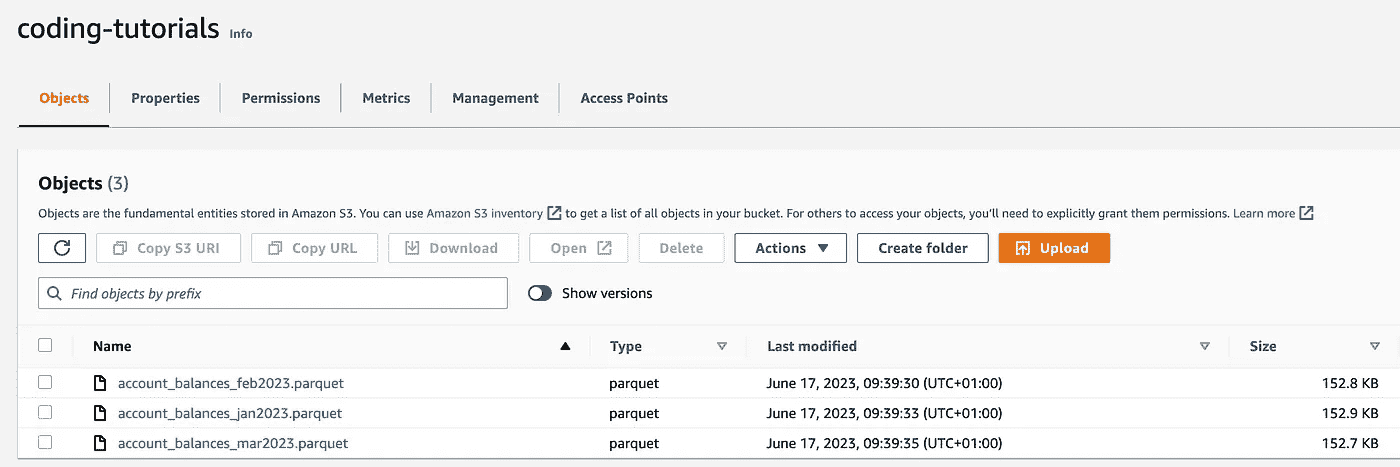 coding-tutorials Info
Objects Properties Permissions Metrics Management Access Points
Objects (3)
Objects are the fundamental entities stored in Amazon S3. You can use Amazon S3 inventory to get a list of all objects in your bucket. For others to access your objects, you'll need to explicitly grant them permissions. Learn more
Copy S3 URI Copy URL Download Open Delete Actions Create folder Upload
Find objects by prefix Show versions
Name Type Last modified Size
account_balances_feb2023.parquet parquet June 17, 2023, 09:39:30 (UTC+01:00) 152.8 KB
account_balances_jan2023.parquet parquet June 17, 2023, 09:39:33 (UTC+01:00) 152.9 KB
account_balances_mar2023.parquet parquet June 17, 2023, 09:39:35 (UTC+01:00) 152.7 KB